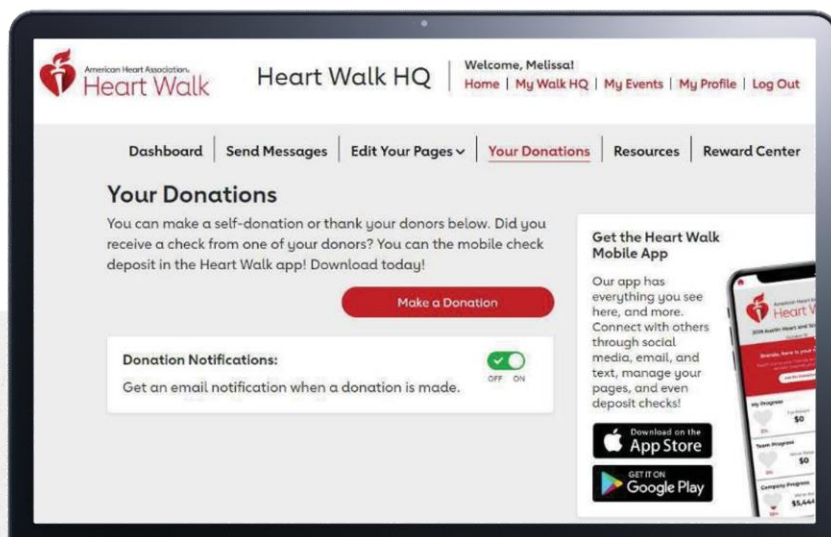 American Heart Association®
Heart Walk
Heart Walk HQ
Welcome, Melissa!
Home | My Walk HQ | My Events | My Profile | Log Out
Dashboard | Send Messages | Edit Your Pages | Your Donations | Resources | Reward Center
Your Donations
You can make a self-donation or thank your donors below. Did you
receive a check from one of your donors? You can the mobile check
deposit in the Heart Walk app! Download today!
Make a Donation
Donation Notifications:
Get an email notification when a donation is made.
OFF ON
Get the Heart Walk
Mobile App
Our app has
everything you see
here, and more.
Connect with others
through social
media, email, and
text, manage your
pages, and even
deposit checks!
Download on the
App Store
GET IT ON
Google Play
American Heart
Heart
My Progress
$0
Team Progress
$0
Company Progress